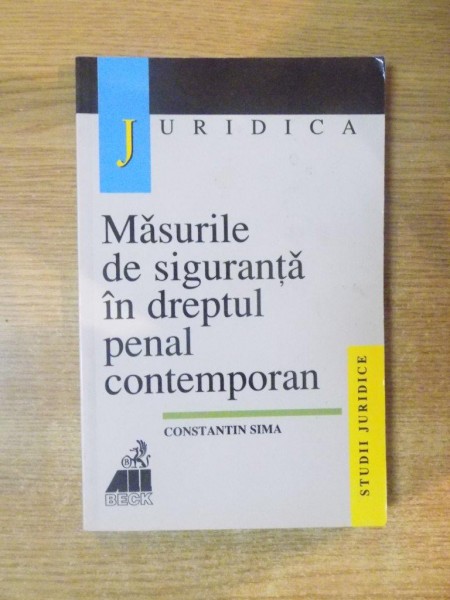 JURIDICA
Măsurile
de siguranță
în dreptul
penal
contemporan
CONSTANTIN SIMA
STUDII JURIDICE
ALL
BECK